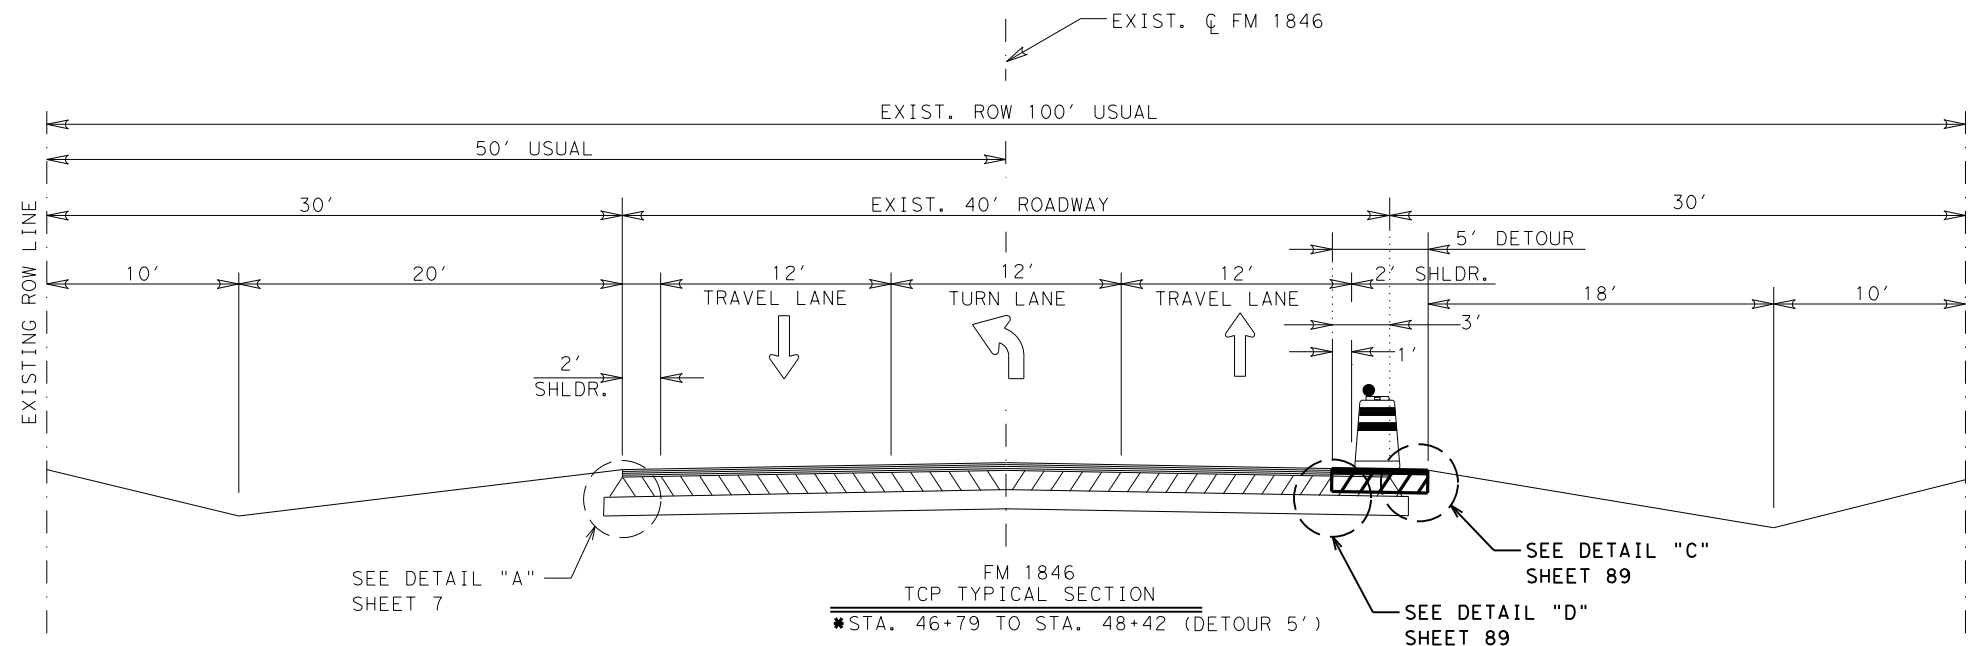 EXIST. ℄ FM 1846
EXIST. ROW 100' USUAL
50' USUAL
30'
EXIST. 40' ROADWAY
30'
5' DETOUR
10'
20'
12'
12'
12'
2' SHLDR.
TRAVEL LANE
TURN LANE
TRAVEL LANE
18'
10'
3'
1'
2'
SHLDR.
EXISTING ROW LINE
SEE DETAIL "A"
SHEET 7
SEE DETAIL "C"
SHEET 89
SEE DETAIL "D"
SHEET 89
FM 1846
TCP TYPICAL SECTION
*STA. 46+79 TO STA. 48+42 (DETOUR 5')